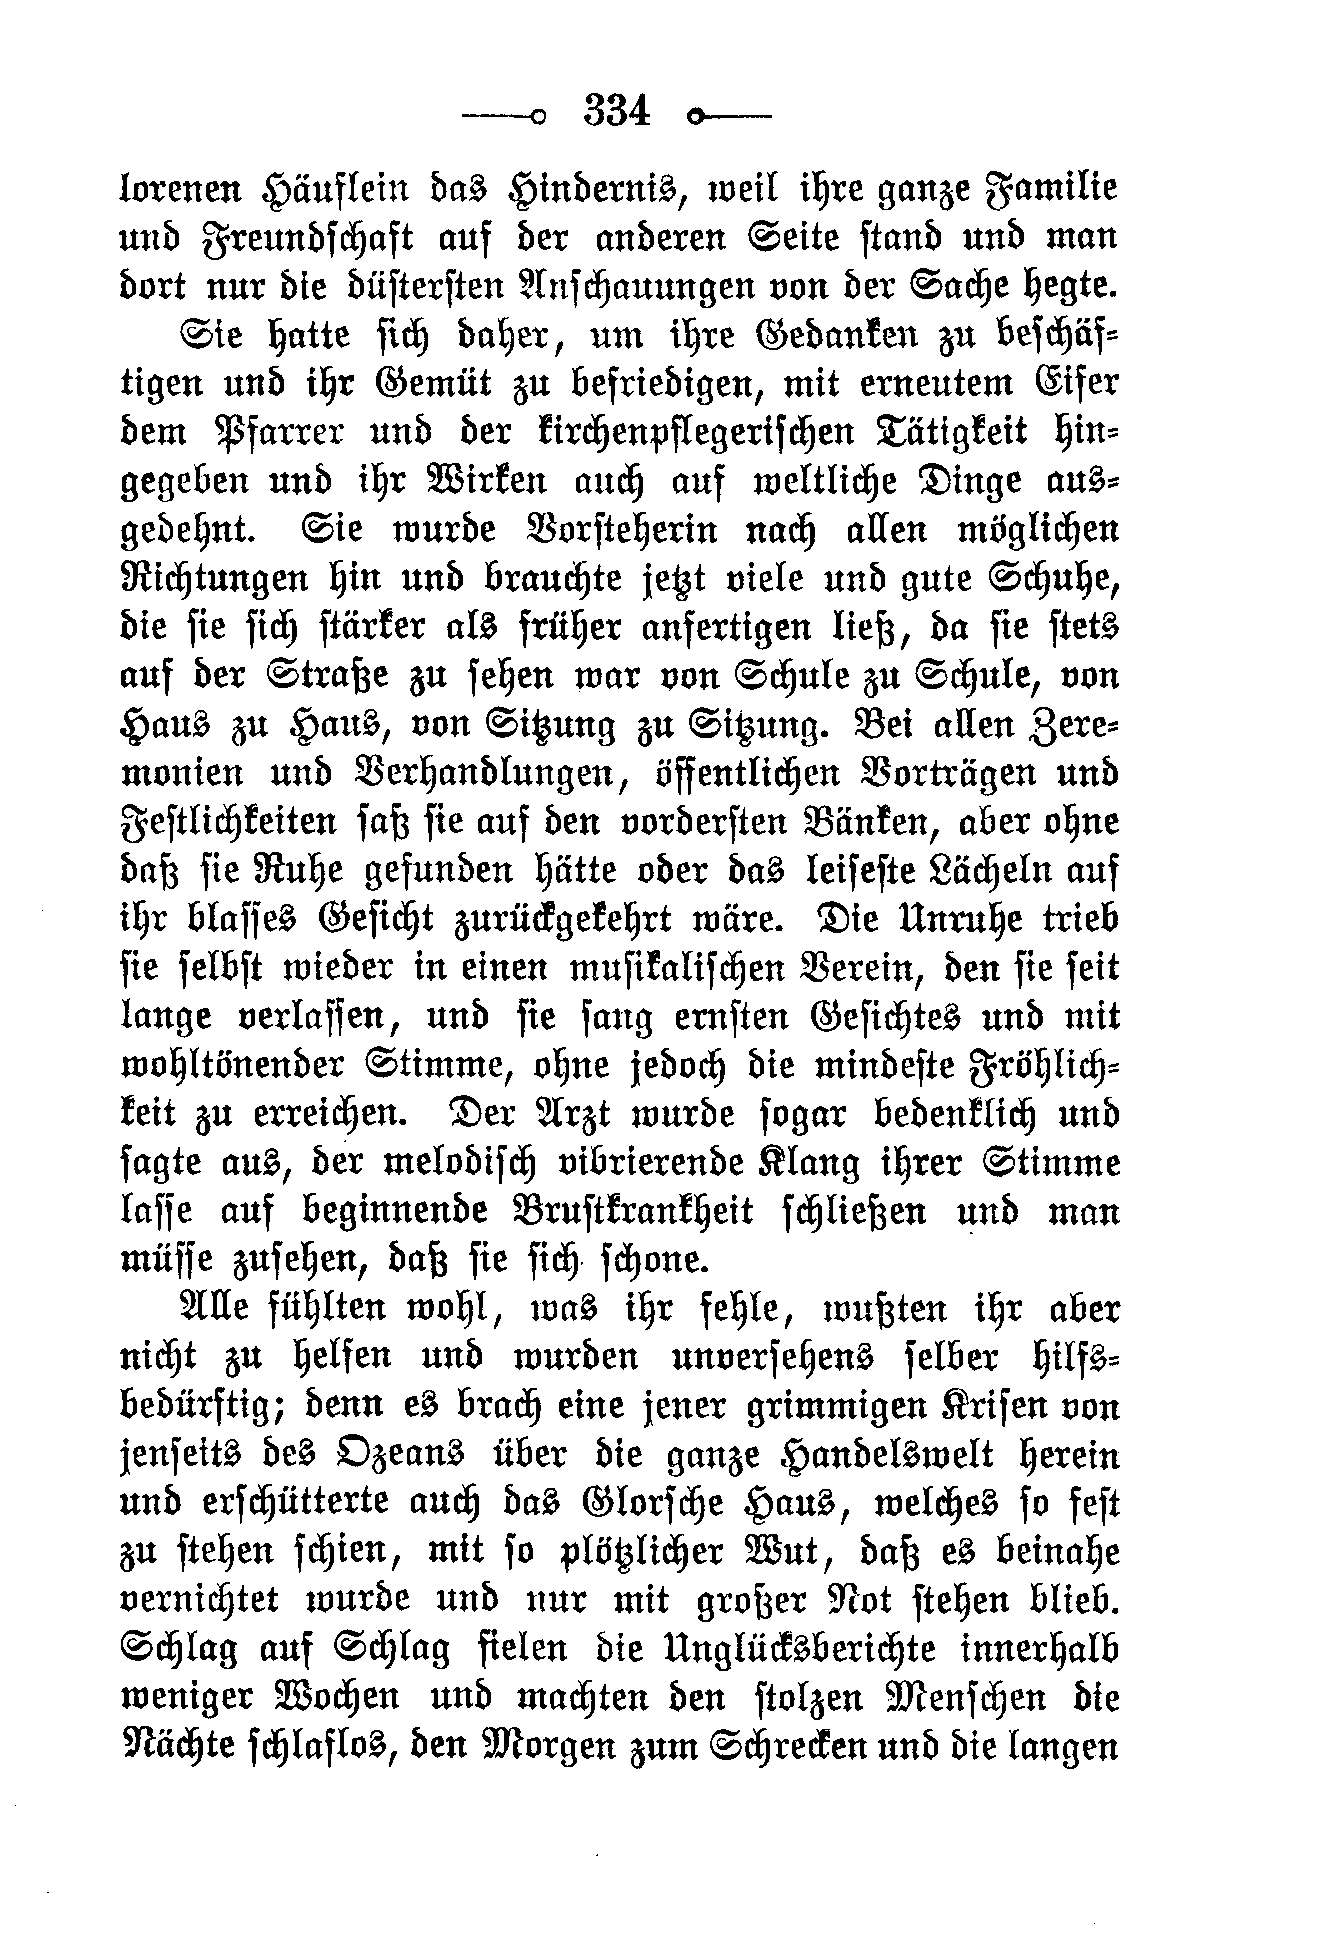 334
lorenen Häuflein das Hindernis, weil ihre ganze Familie
und Freundschaft auf der anderen Seite stand und man
dort nur die düstersten Anschauungen von der Sache hegte.
Sie hatte sich daher, um ihre Gedanken zu beschäf=
tigen und ihr Gemüt zu befriedigen, mit erneutem Eifer
dem Pfarrer und der kirchenpflegerischen Tätigkeit hin=
gegeben und ihr Wirken auch auf weltliche Dinge aus=
gedehnt. Sie wurde Vorsteherin nach allen möglichen
Richtungen hin und brauchte jetzt viele und gute Schuhe,
die sie sich stärker als früher anfertigen ließ, da sie stets
auf der Straße zu sehen war von Schule zu Schule, von
Haus zu Haus, von Sitzung zu Sitzung. Bei allen Zere=
monien und Verhandlungen, öffentlichen Vorträgen und
Festlichkeiten saß sie auf den vordersten Bänken, aber ohne
daß sie Ruhe gefunden hätte oder das leiseste Lächeln auf
ihr blasses Gesicht zurückgekehrt wäre. Die Unruhe trieb
sie selbst wieder in einen musikalischen Verein, den sie seit
lange verlassen, und sie sang ernsten Gesichtes und mit
wohltönender Stimme, ohne jedoch die mindeste Fröhlich=
keit zu erreichen. Der Arzt wurde sogar bedenklich und
sagte aus, der melodisch vibrierende Klang ihrer Stimme
lasse auf beginnende Brustkrankheit schließen und man
müsse zusehen, daß sie sich schone.
Alle fühlten wohl, was ihr fehle, wußten ihr aber
nicht zu helfen und wurden unversehens selber hilfs=
bedürftig; denn es brach eine jener grimmigen Krisen von
jenseits des Ozeans über die ganze Handelswelt herein
und erschütterte auch das Glorsche Haus, welches so fest
zu stehen schien, mit so plötzlicher Wut, daß es beinahe
vernichtet wurde und nur mit großer Not stehen blieb.
Schlag auf Schlag fielen die Unglücksberichte innerhalb
weniger Wochen und machten den stolzen Menschen die
Nächte schlaflos, den Morgen zum Schrecken und die langen